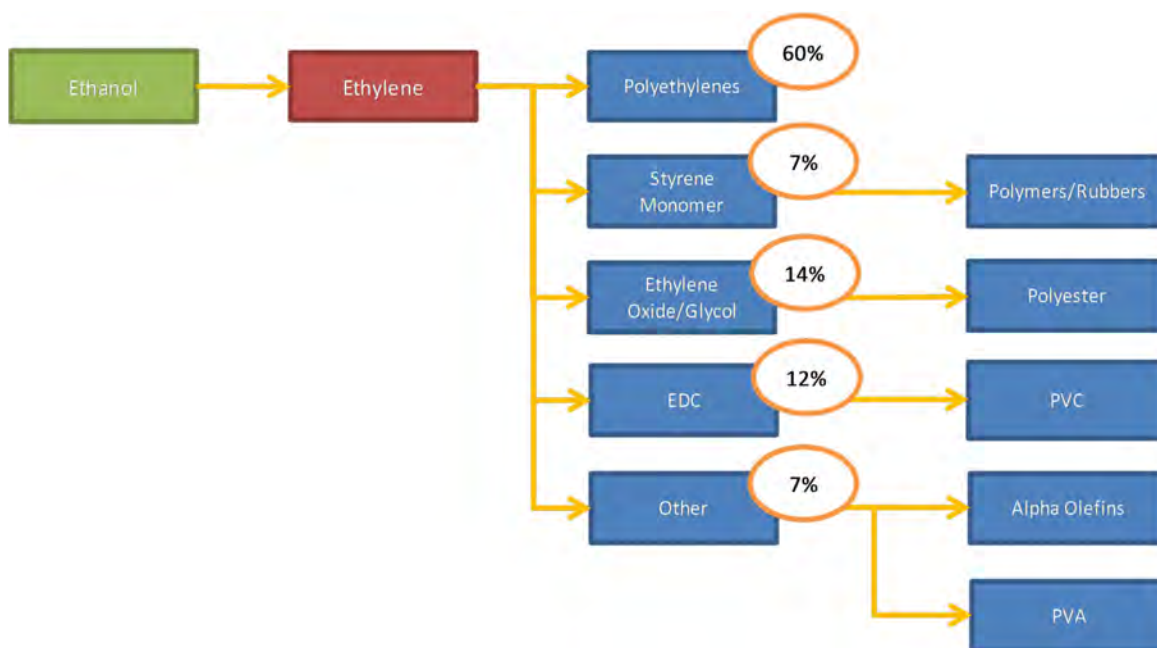 Ethanol
Ethylene
Polyethylenes
60%
Styrene
Monomer
7%
Polymers/Rubbers
Ethylene
Oxide/Glycol
14%
Polyester
EDC
12%
PVC
Other
7%
Alpha Olefins
PVA